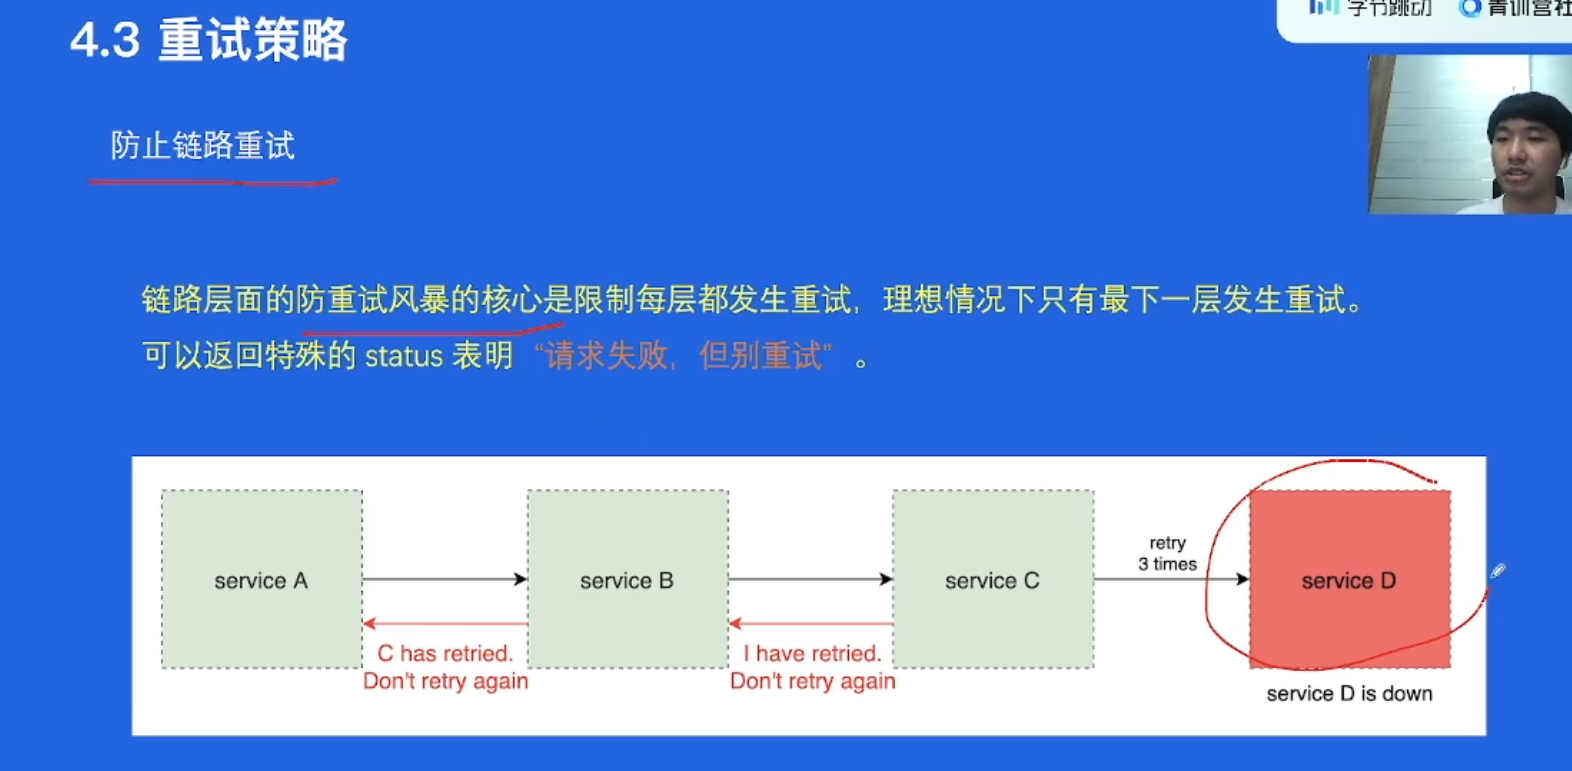 4.3 重试策略
字节跳动 青训营社
防止链路重试
链路层面的防重试风暴的核心是限制每层都发生重试，理想情况下只有最下一层发生重试。
可以返回特殊的 status 表明 “请求失败，但别重试” 。
service A
service B
service C
retry
3 times
service D
C has retried.
Don't retry again
I have retried.
Don't retry again
service D is down